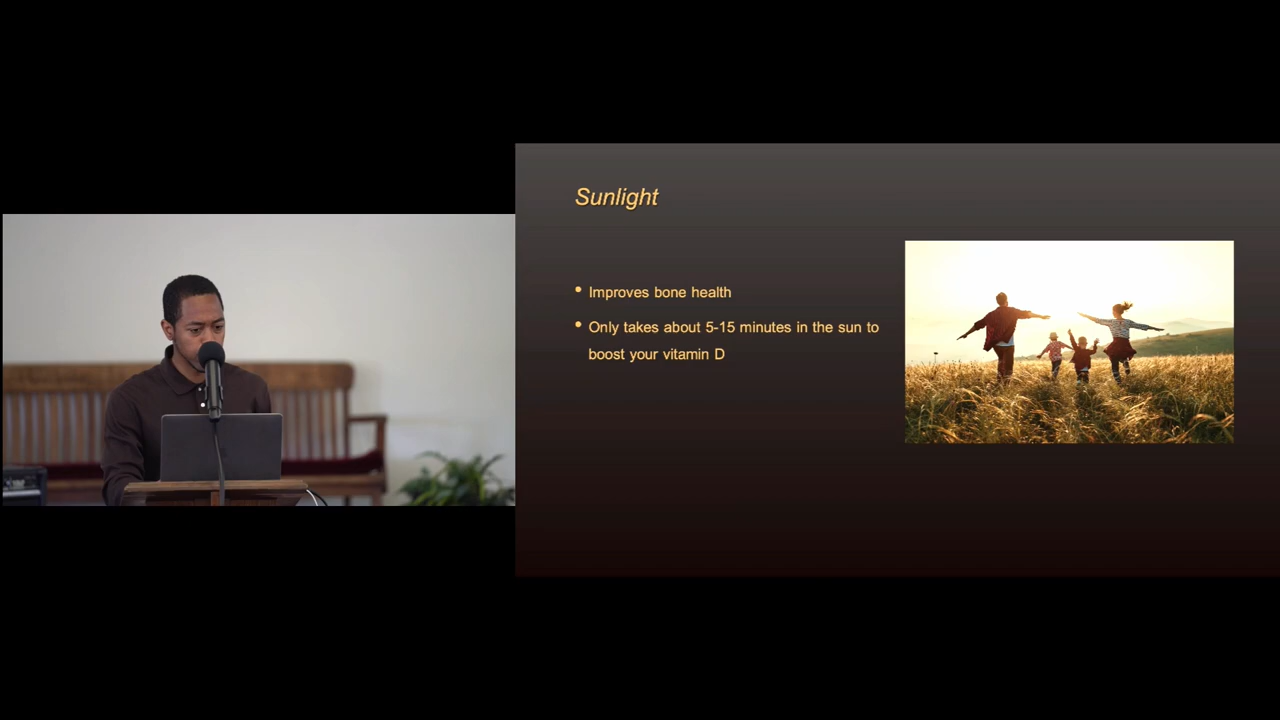 Sunlight
• Improves bone health
• Only takes about 5-15 minutes in the sun to
boost your vitamin D